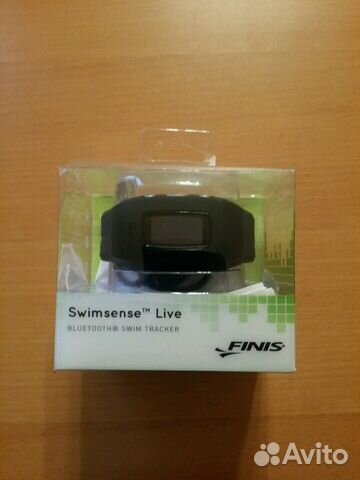 Swimsense™ Live
BLUETOOTH® SWIM TRACKER
FINIS
Avito